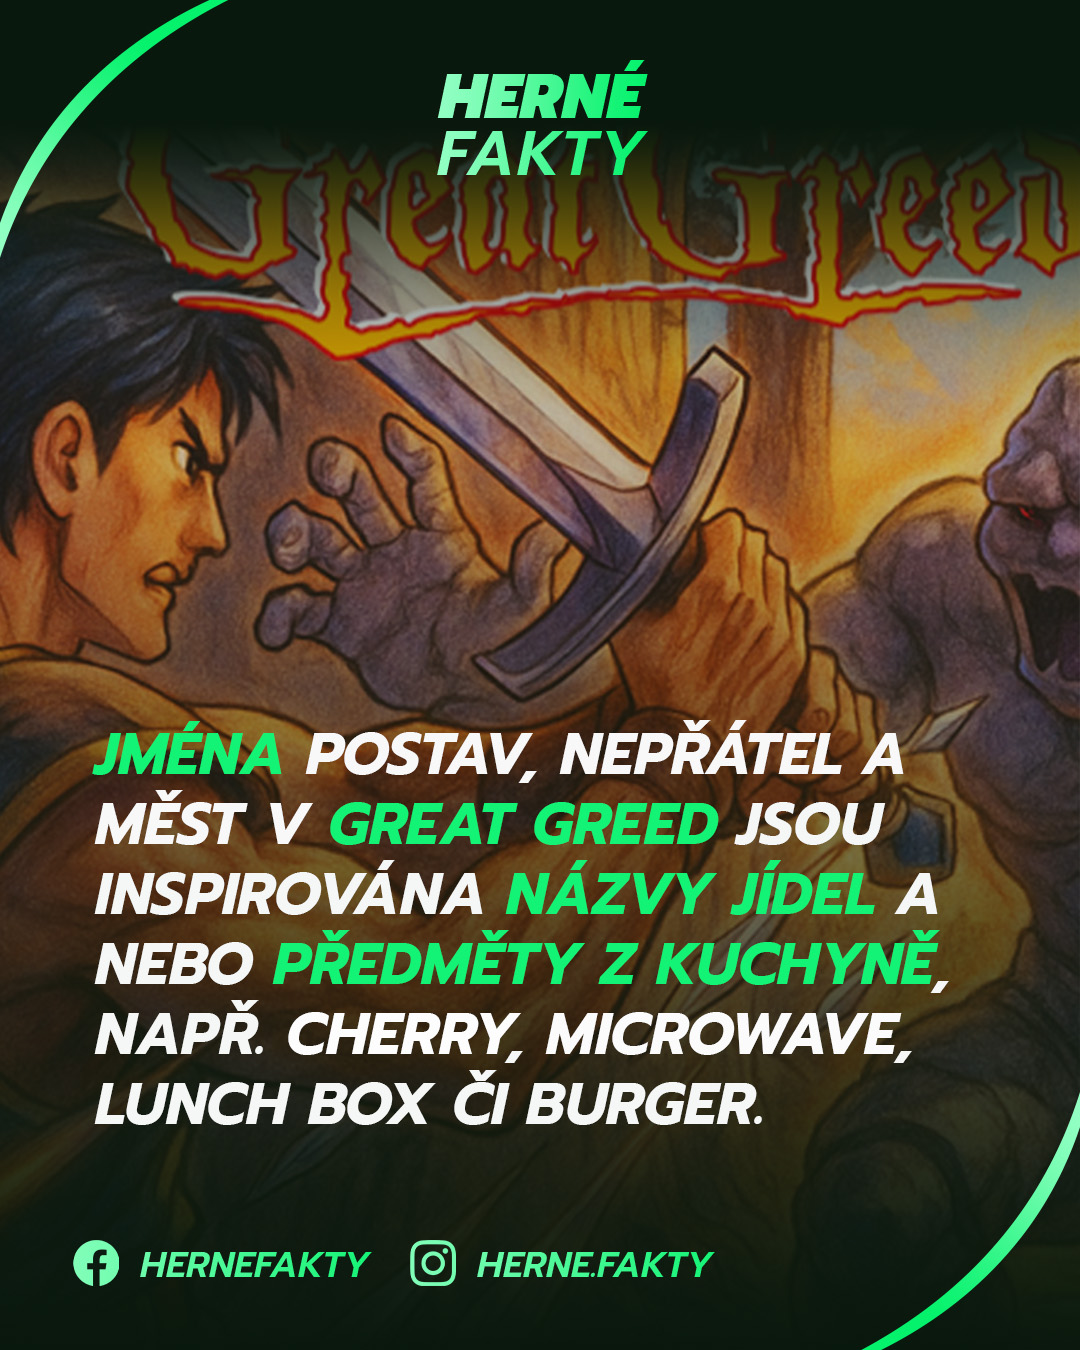 HERNÉ
FAKTY
Great Greed
JMÉNA POSTAV, NEPŘÁTEL A
MĚST V GREAT GREED JSOU
INSPIROVÁNA NÁZVY JÍDEL A
NEBO PŘEDMĚTY Z KUCHYNĚ,
NAPŘ. CHERRY, MICROWAVE,
LUNCH BOX ČI BURGER.
HERNEFAKTY HERNE.FAKTY